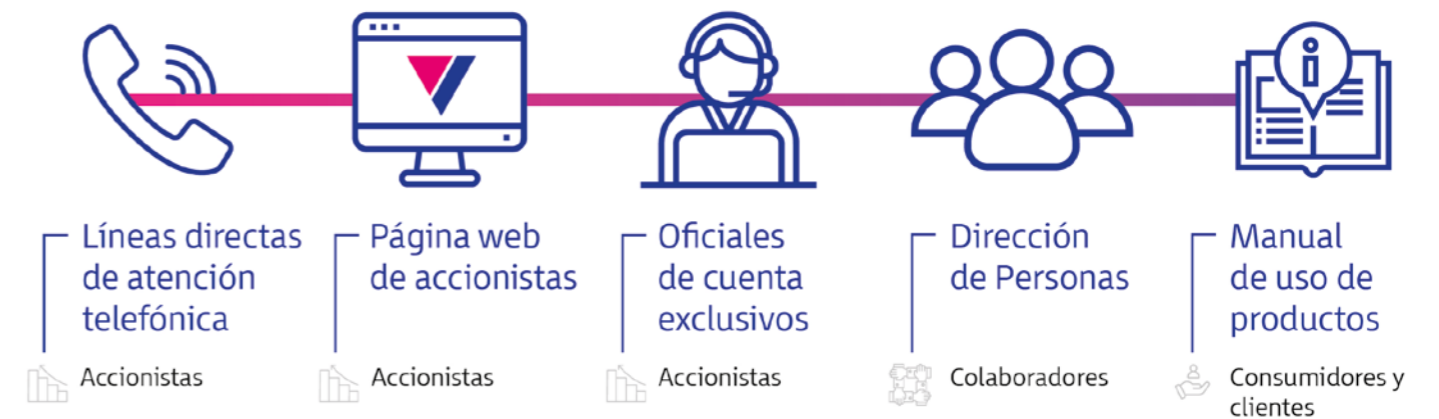 Líneas directas
de atención
telefónica
Accionistas
Página web
de accionistas
Accionistas
Oficiales
de cuenta
exclusivos
Accionistas
Dirección
de Personas
Colaboradores
Manual
de uso de
productos
Consumidores y
clientes